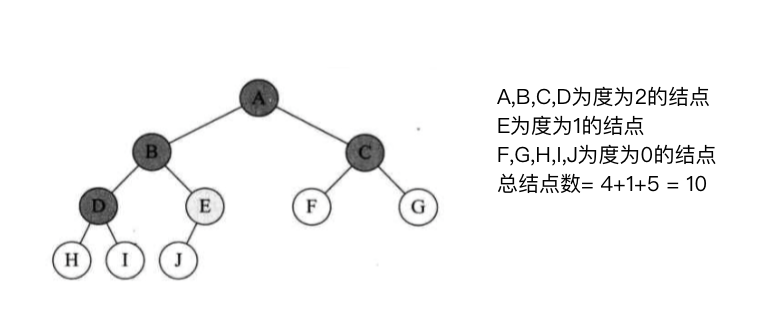 A
B
C
D
E
F
G
H
I
J
A,B,C,D为度为2的结点
E为度为1的结点
F,G,H,I,J为度为0的结点
总结点数= 4+1+5 = 10